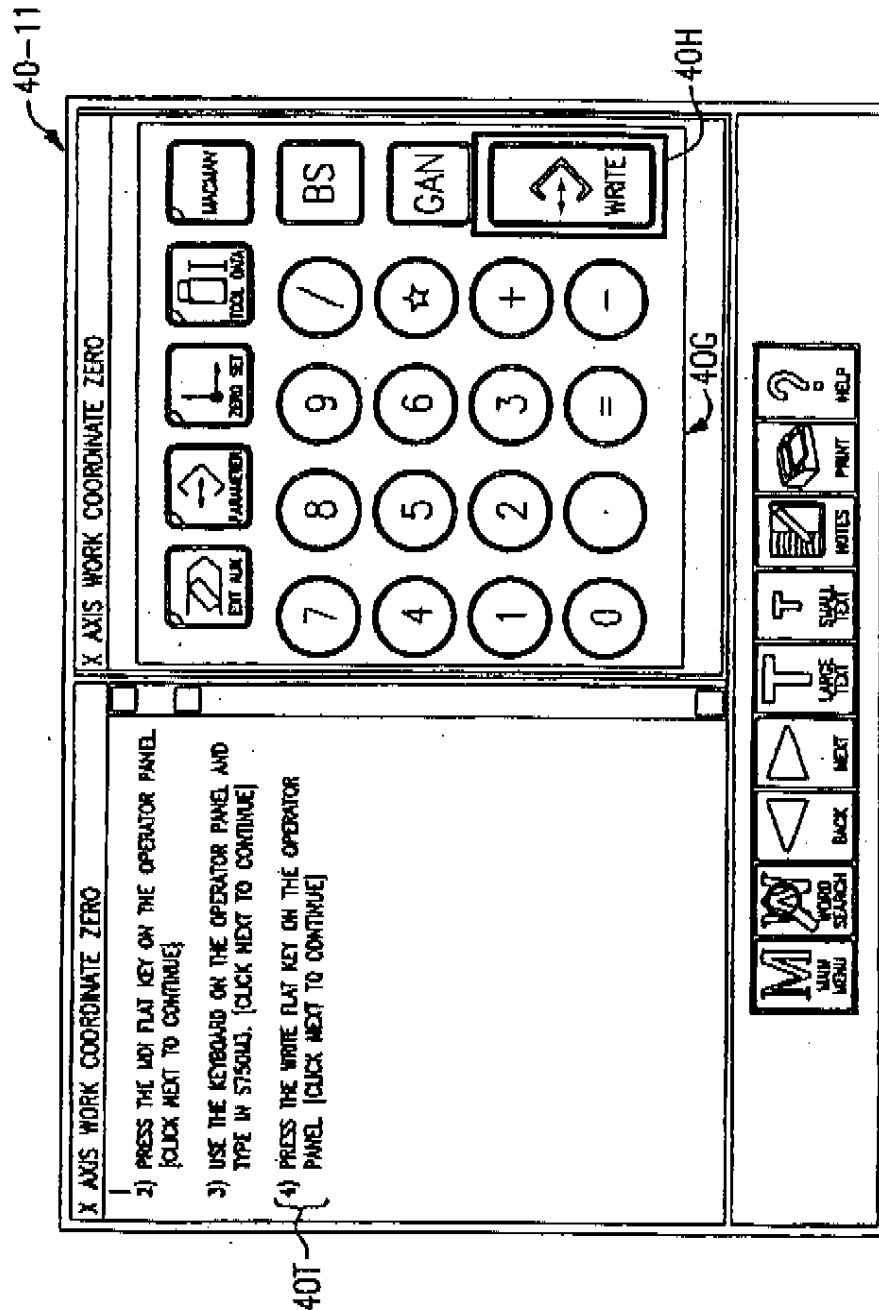 40-11
X AXIS WORK COORDINATE ZERO
2) PRESS THE MDI FLAT KEY ON THE OPERATOR PANEL
[CLICK NEXT TO CONTINUE]
3) USE THE KEYBOARD ON THE OPERATOR PANEL AND
TYPE IN S750M3. [CLICK NEXT TO CONTINUE]
4) PRESS THE WRITE FLAT KEY ON THE OPERATOR
PANEL. [CLICK NEXT TO CONTINUE]
40T
X AXIS WORK COORDINATE ZERO
EXT AUX
PARAMETER
ZERO SET
TOOL DATA
MACMAN
7 8 9 / BS
4 5 6 ☆ CAN
1 2 3 + WRITE
0 . = -
40G
40H
M
MAIN
MENU
W
WORD
SEARCH
BACK
NEXT
T
LARGE
TEXT
T
SMALL
TEXT
NOTES
PRINT
?
HELP